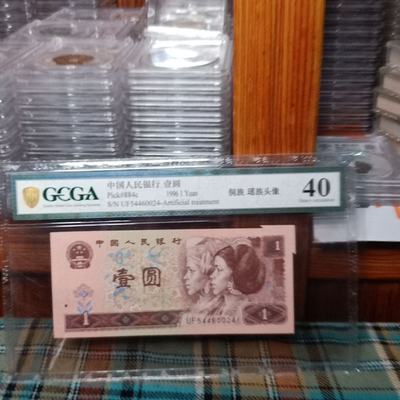 GCGA
中国人民银行 壹圆
Pick#884c 1996 1 Yuan
S/N UF54460024-Artificial treatment
侗族 瑶族头像
40
中国人民银行
壹圆
1
1
UF54460024